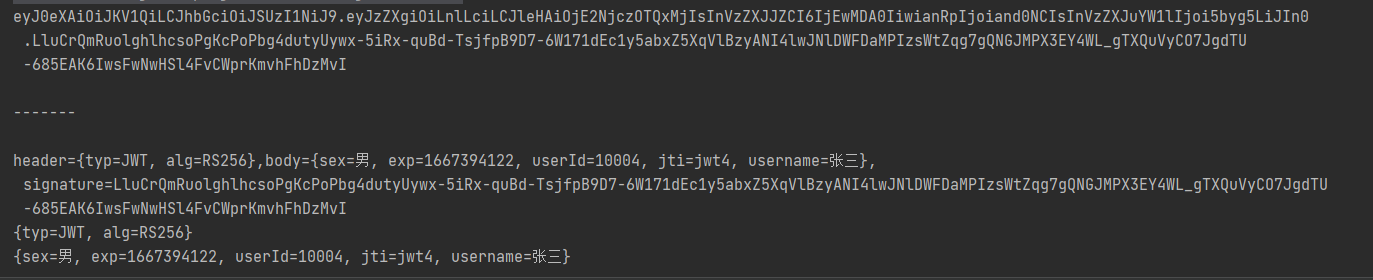 eyJ0eXAiOiJKV1QiLCJhbGciOiJSUzI1NiJ9.eyJzZXgiOiLnlLciLCJleHAiOjE2NjczOTQxMjIsInVzZXJJZCI6IjEwMDA0IiwianRpIjoiand0NCIsInVzZXJuYW1lIjoi5byg5LiJIn0
.LluCrQmRuolghlhcsoPgKcPoPbg4dutyUywx-5iRx-quBd-TsjfpB9D7-6W171dEc1y5abxZ5XqVlBzyANI4lwJNlDWFDaMPIzsWtZqg7gQNGJMPX3EY4WL_gTXQuVyCO7JgdTU
-685EAK6IwsFwNwHSl4FvCWprKmvhFhDzMvI
-------
header={typ=JWT, alg=RS256},body={sex=男, exp=1667394122, userId=10004, jti=jwt4, username=张三},
signature=LluCrQmRuolghlhcsoPgKcPoPbg4dutyUywx-5iRx-quBd-TsjfpB9D7-6W171dEc1y5abxZ5XqVlBzyANI4lwJNlDWFDaMPIzsWtZqg7gQNGJMPX3EY4WL_gTXQuVyCO7JgdTU
-685EAK6IwsFwNwHSl4FvCWprKmvhFhDzMvI
{typ=JWT, alg=RS256}
{sex=男, exp=1667394122, userId=10004, jti=jwt4, username=张三}